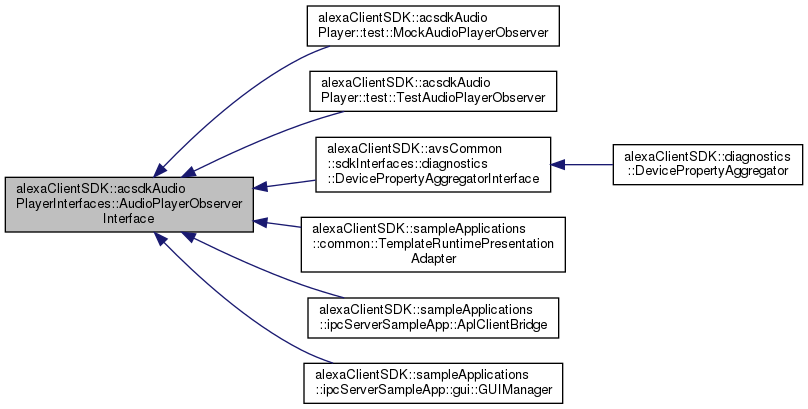 alexaClientSDK::acsdkAudio
Player::test::MockAudioPlayerObserver
alexaClientSDK::acsdkAudio
Player::test::TestAudioPlayerObserver
alexaClientSDK::avsCommon
::sdkInterfaces::diagnostics
::DevicePropertyAggregatorInterface
alexaClientSDK::diagnostics
::DevicePropertyAggregator
alexaClientSDK::acsdkAudio
PlayerInterfaces::AudioPlayerObserver
Interface
alexaClientSDK::sampleApplications
::common::TemplateRuntimePresentation
Adapter
alexaClientSDK::sampleApplications
::ipcServerSampleApp::AplClientBridge
alexaClientSDK::sampleApplications
::ipcServerSampleApp::gui::GUIManager